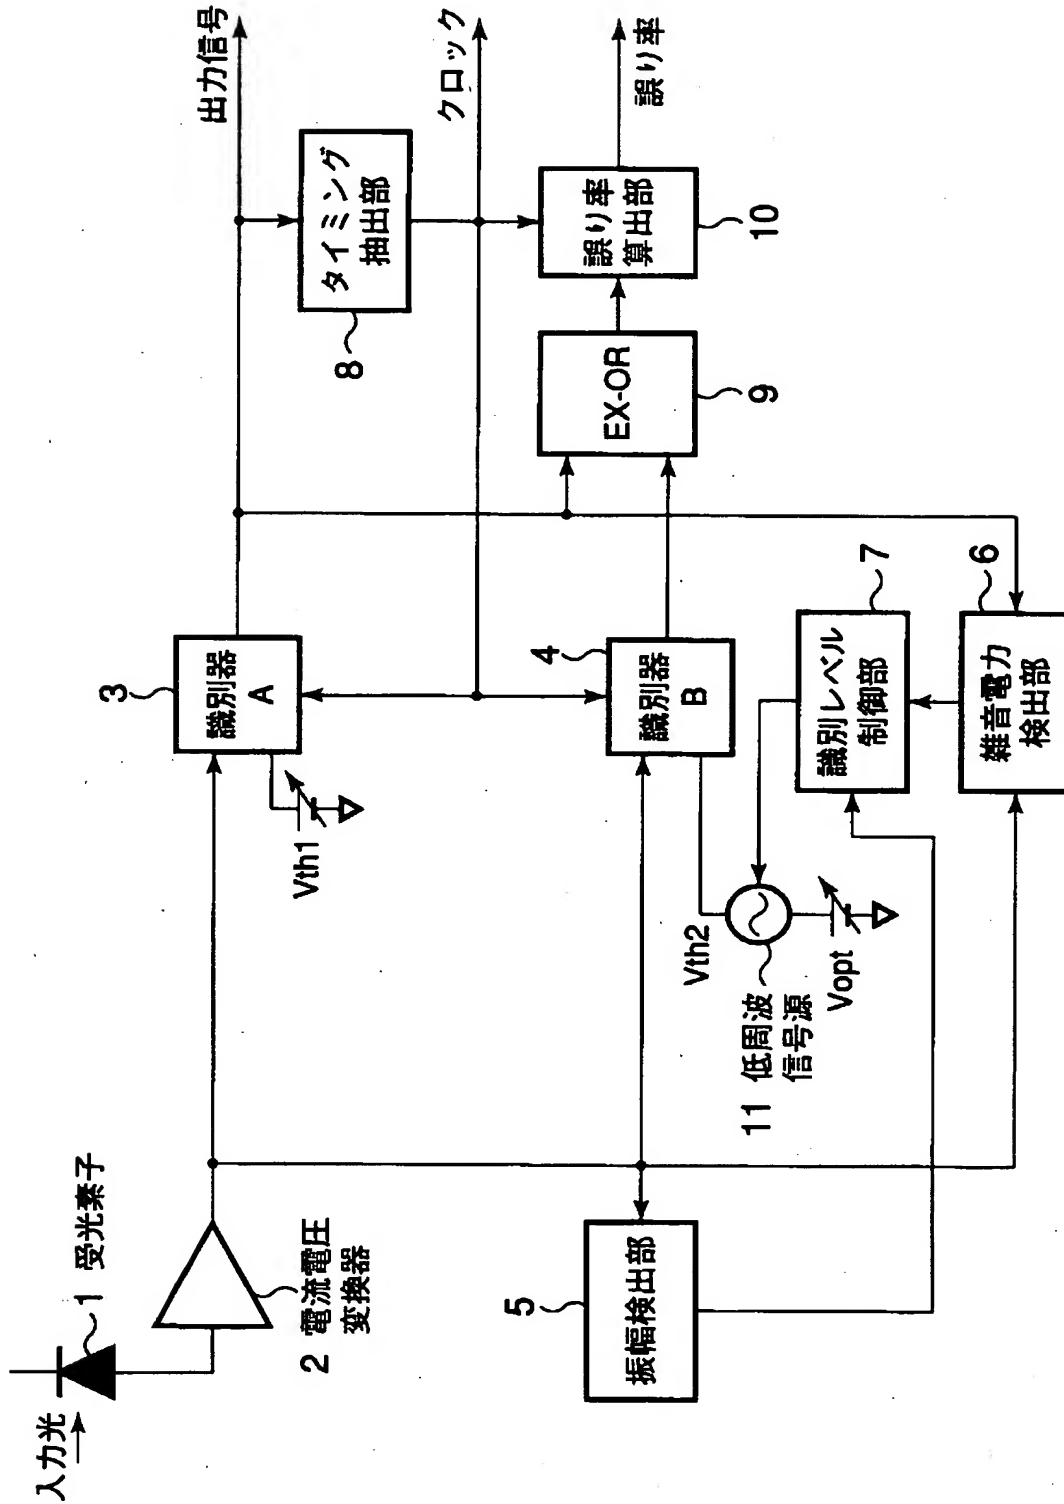 入力光
1 受光素子
2 電流電圧
変換器
3
識別器
A
Vth1
出力信号
タイミング
抽出部
8
クロック
誤り率
誤り率
算出部
10
EX-OR
9
4
識別器
B
Vth2
11 低周波
信号源
Vopt
識別レベル
制御部
7
雑音電力
検出部
6
5
振幅検出部